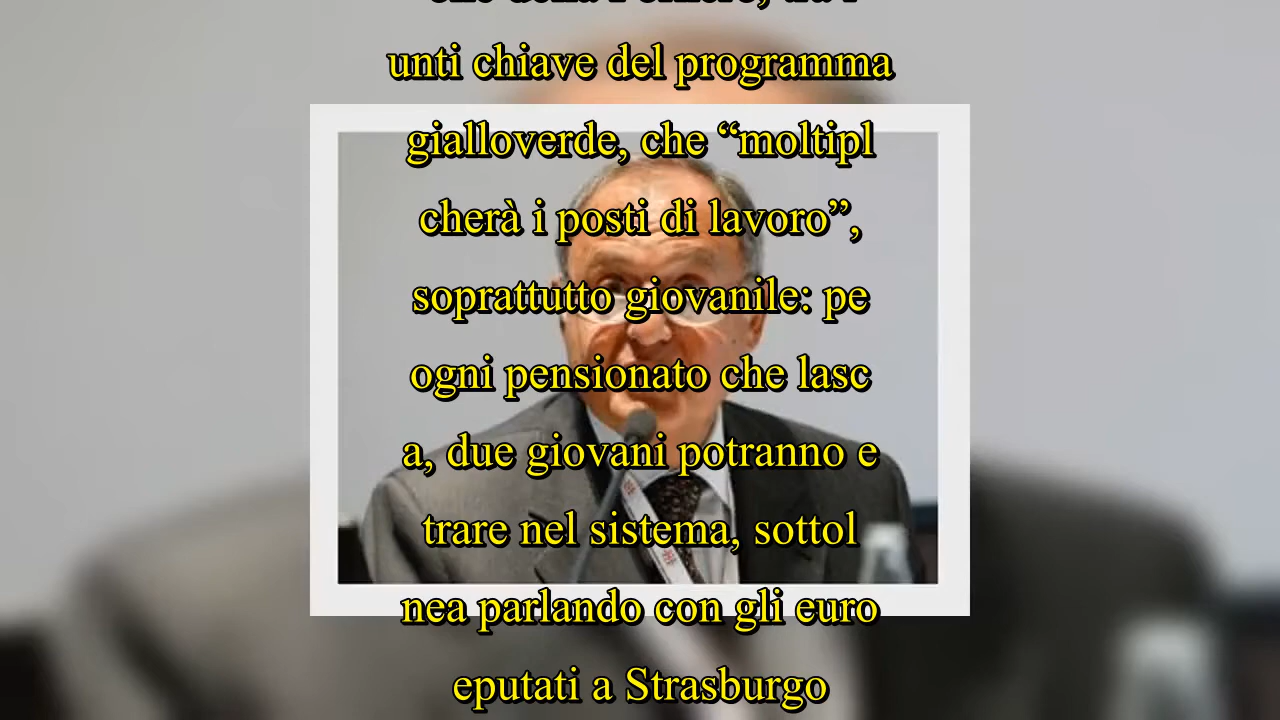 unti chiave del programma
gialloverde, che “moltipl
cherà i posti di lavoro”,
soprattutto giovanile: pe
ogni pensionato che lasc
a, due giovani potranno e
trare nel sistema, sottol
nea parlando con gli euro
eputati a Strasburgo